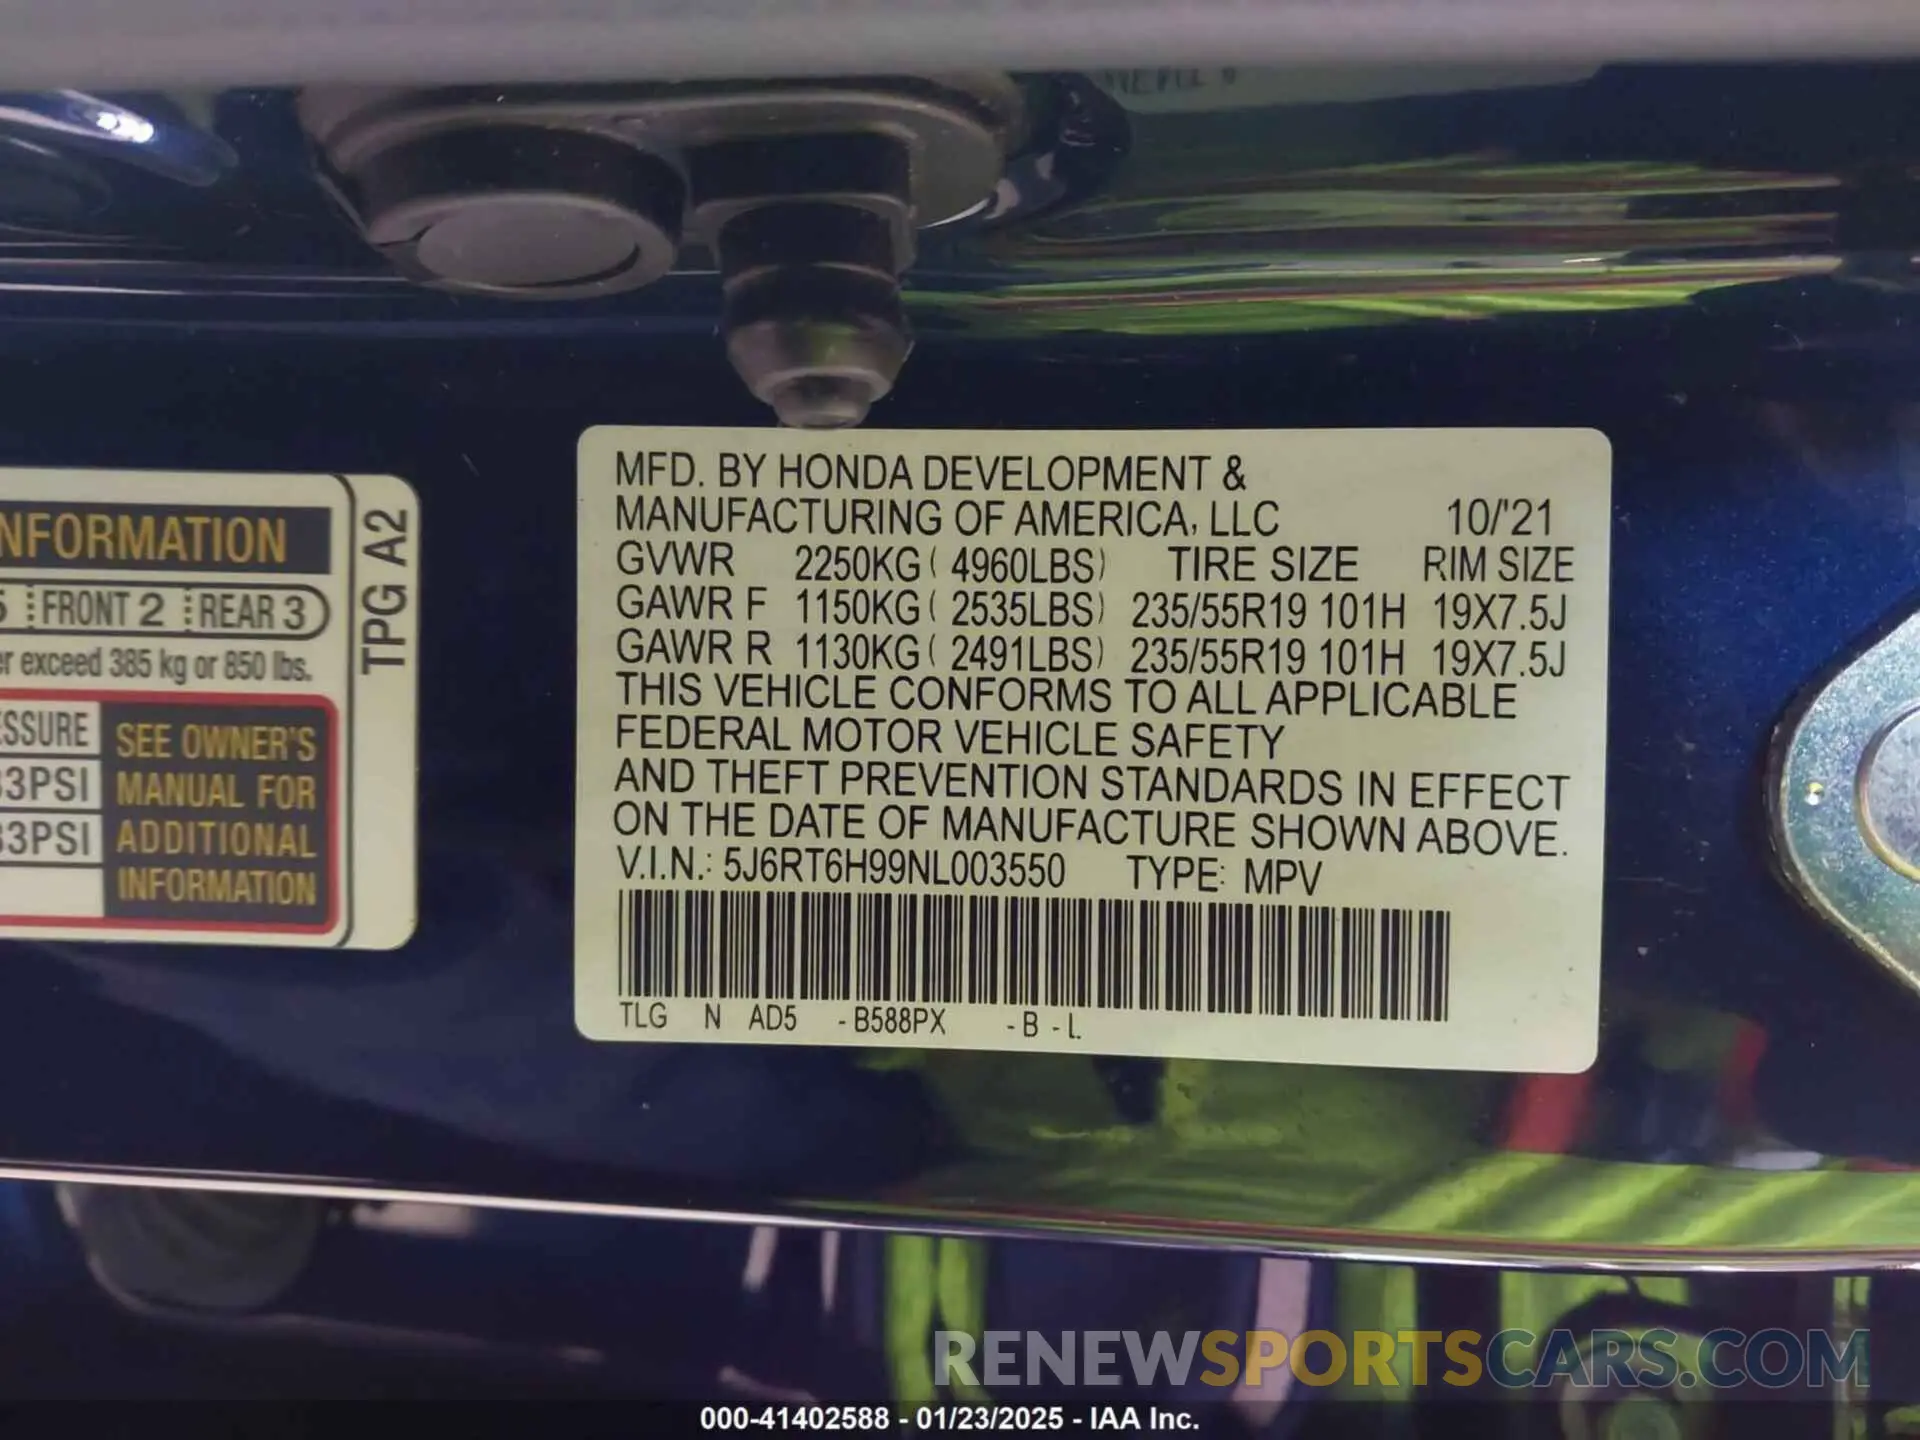 NFORMATION
FRONT 2 REAR 3
exceed 385 kg or 850 lbs.
SSURE
33PSI
33PSI
SEE OWNER'S
MANUAL FOR
ADDITIONAL
INFORMATION
TPG A2
MFD. BY HONDA DEVELOPMENT &
MANUFACTURING OF AMERICA, LLC 10/'21
GVWR 2250KG ( 4960LBS) TIRE SIZE RIM SIZE
GAWR F 1150KG ( 2535LBS) 235/55R19 101H 19X7.5J
GAWR R 1130KG ( 2491LBS) 235/55R19 101H 19X7.5J
THIS VEHICLE CONFORMS TO ALL APPLICABLE
FEDERAL MOTOR VEHICLE SAFETY
AND THEFT PREVENTION STANDARDS IN EFFECT
ON THE DATE OF MANUFACTURE SHOWN ABOVE.
V.I.N.: 5J6RT6H99NL003550 TYPE: MPV
TLG N AD5 - B588PX - B - L
RENEWSPORTSCARS.COM
000-41402588 - 01/23/2025 - IAA Inc.